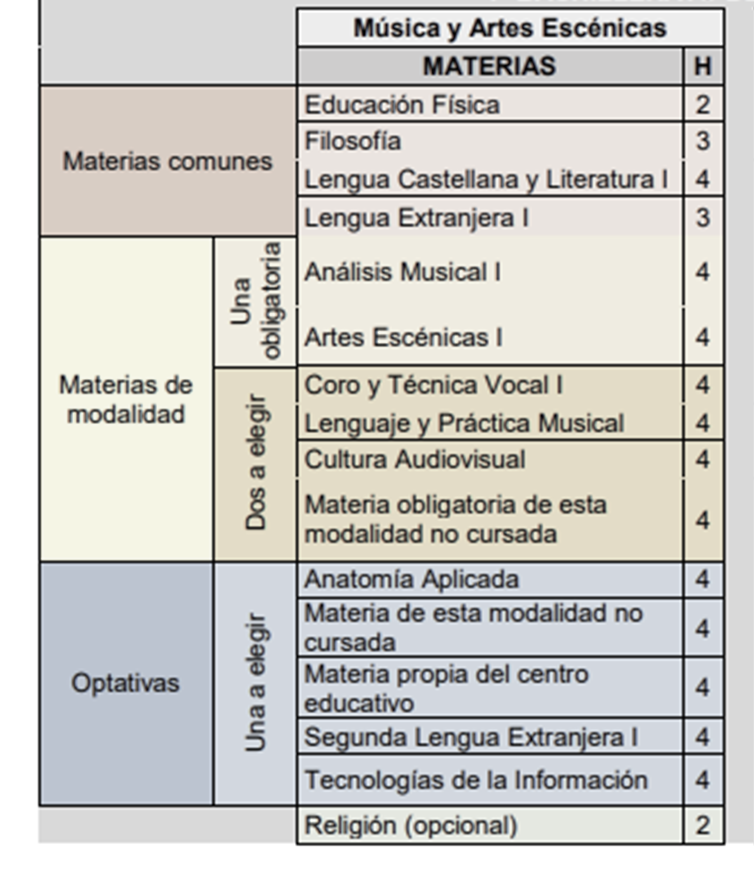 Música y Artes Escénicas
MATERIAS H
Materias comunes
Educación Física 2
Filosofía 3
Lengua Castellana y Literatura I 4
Lengua Extranjera I 3
Materias de
modalidad
Una
obligatoria
Análisis Musical I 4
Artes Escénicas I 4
Dos a elegir
Coro y Técnica Vocal I 4
Lenguaje y Práctica Musical 4
Cultura Audiovisual 4
Materia obligatoria de esta
modalidad no cursada 4
Optativas
Una a elegir
Anatomía Aplicada 4
Materia de esta modalidad no
cursada 4
Materia propia del centro
educativo 4
Segunda Lengua Extranjera I 4
Tecnologías de la Información 4
Religión (opcional) 2